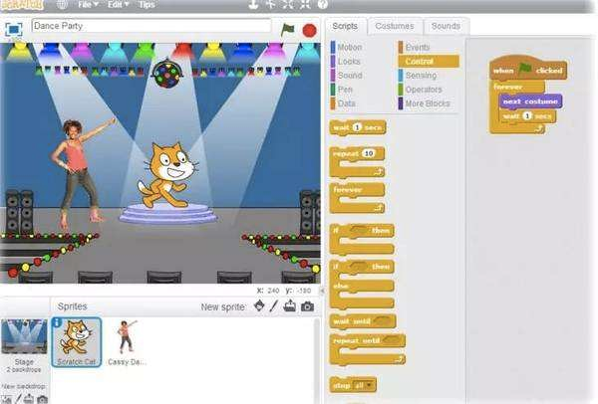 SCRATCH
File Edit Tips
Dance Party
Scripts Costumes Sounds
Motion Events
Looks Control
Sound Sensing
Pen Operators
Data More Blocks
wait 1 secs
repeat 10
forever
if then
if then
else
wait until
repeat until
stop all
when clicked
forever
next costume
wait 1 secs
X: 240 y: -180
Sprites New sprite:
Scratch Cat Cassy Da...
Stage
2 backdrops
New backdrop: